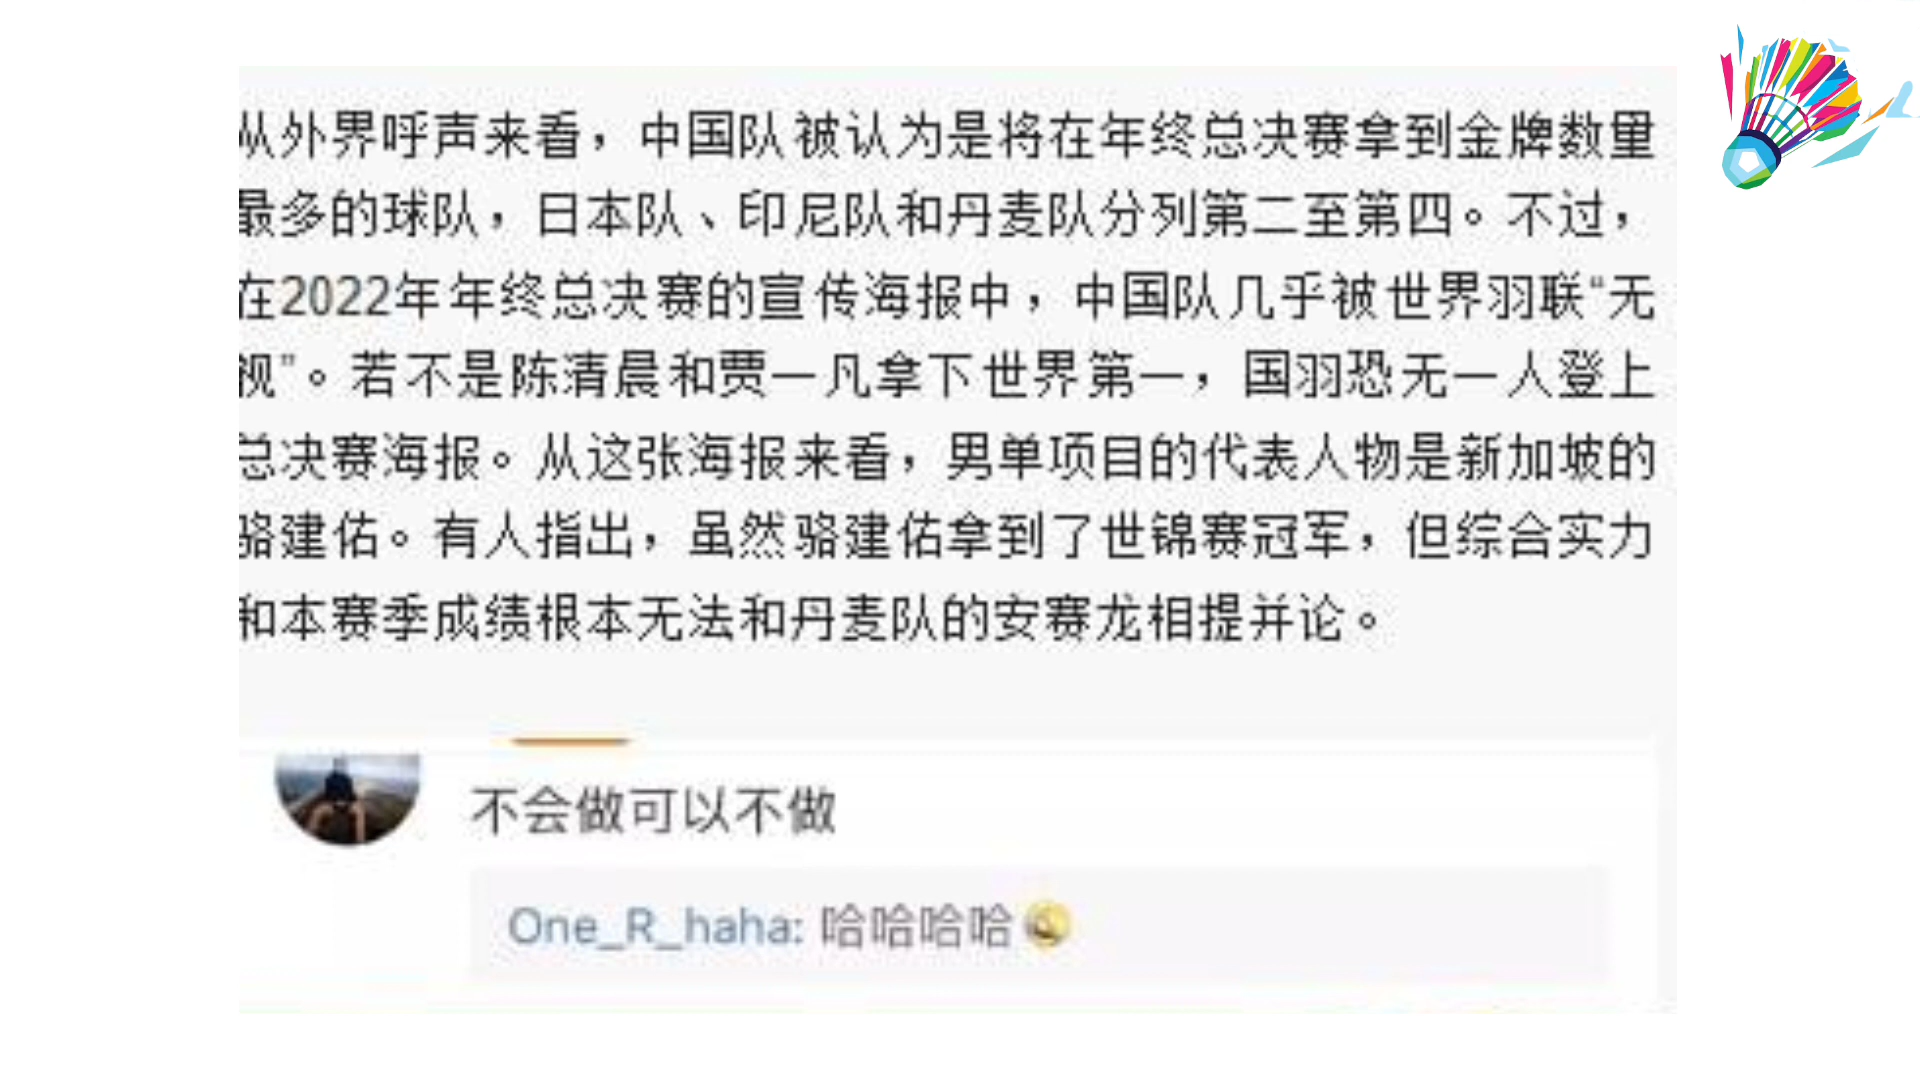 从外界呼声来看，中国队被认为是将在年终总决赛拿到金牌数量
最多的球队，日本队、印尼队和丹麦队分列第二至第四。不过，
在2022年年终总决赛的宣传海报中，中国队几乎被世界羽联“无
视”。若不是陈清晨和贾一凡拿下世界第一，国羽恐无一人登上
总决赛海报。从这张海报来看，男单项目的代表人物是新加坡的
骆建佑。有人指出，虽然骆建佑拿到了世锦赛冠军，但综合实力
和本赛季成绩根本无法和丹麦队的安赛龙相提并论。
不会做可以不做
One_R_haha: 哈哈哈哈